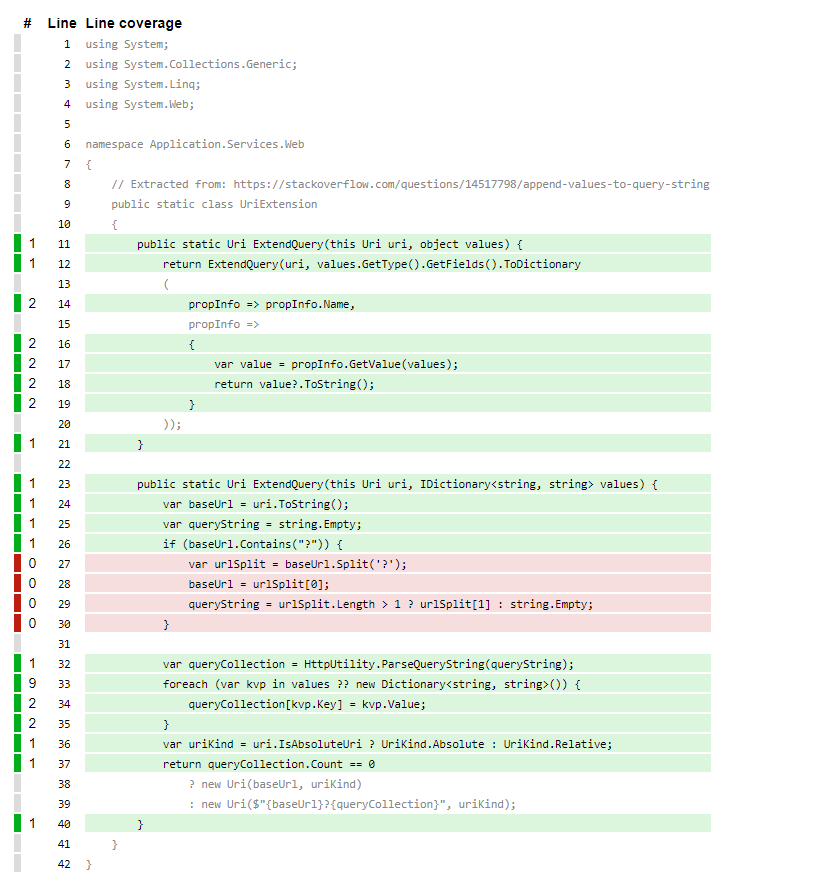 # Line Line coverage
1 using System;
2 using System.Collections.Generic;
3 using System.Linq;
4 using System.Web;
5
6 namespace Application.Services.Web
7 {
8 // Extracted from: https://stackoverflow.com/questions/14517798/append-values-to-query-string
9 public static class UriExtension
10 {
1 11 public static Uri ExtendQuery(this Uri uri, object values) {
1 12 return ExtendQuery(uri, values.GetType().GetFields().ToDictionary
13 (
2 14 propInfo => propInfo.Name,
15 propInfo =>
2 16 {
2 17 var value = propInfo.GetValue(values);
2 18 return value?.ToString();
2 19 }
20 ));
1 21 }
22
1 23 public static Uri ExtendQuery(this Uri uri, IDictionary<string, string> values) {
1 24 var baseUrl = uri.ToString();
1 25 var queryString = string.Empty;
1 26 if (baseUrl.Contains("?")) {
0 27 var urlSplit = baseUrl.Split('?');
0 28 baseUrl = urlSplit[0];
0 29 queryString = urlSplit.Length > 1 ? urlSplit[1] : string.Empty;
0 30 }
31
1 32 var queryCollection = HttpUtility.ParseQueryString(queryString);
9 33 foreach (var kvp in values ?? new Dictionary<string, string>()) {
2 34 queryCollection[kvp.Key] = kvp.Value;
2 35 }
1 36 var uriKind = uri.IsAbsoluteUri ? UriKind.Absolute : UriKind.Relative;
1 37 return queryCollection.Count == 0
38 ? new Uri(baseUrl, uriKind)
39 : new Uri($"{baseUrl}?{queryCollection}", uriKind);
1 40 }
41 }
42 }